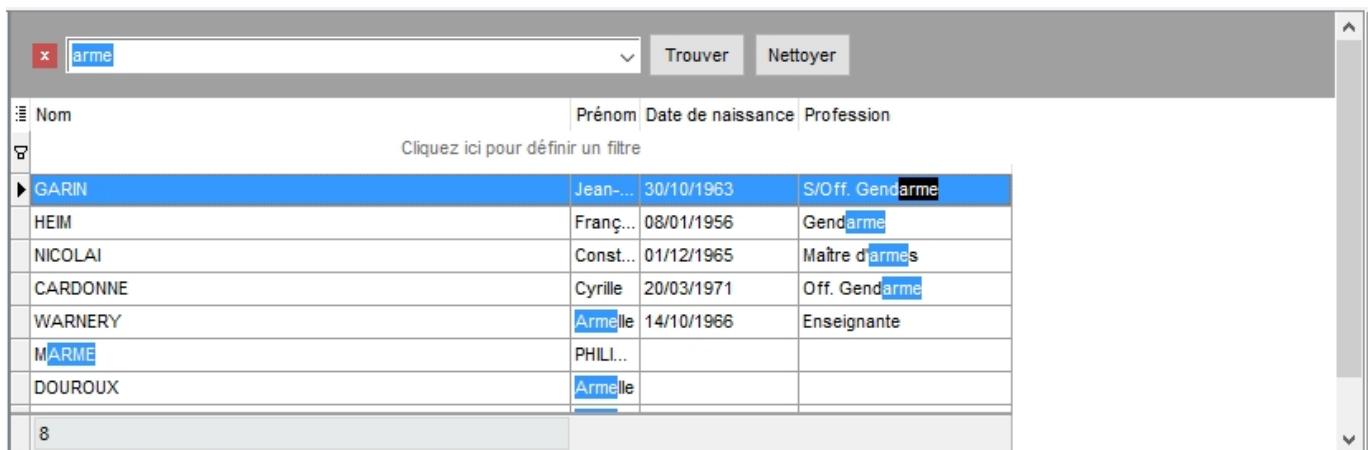 x arme Trouver Nettoyer
Nom Prénom Date de naissance Profession
Cliquez ici pour définir un filtre
GARIN Jean-... 30/10/1963 S/Off. Gendarme
HEIM Franç... 08/01/1956 Gendarme
NICOLAI Const... 01/12/1965 Maître d'armes
CARDONNE Cyrille 20/03/1971 Off. Gendarme
WARNERY Armelle 14/10/1966 Enseignante
MARME PHILI...
DOUROUX Armelle
8